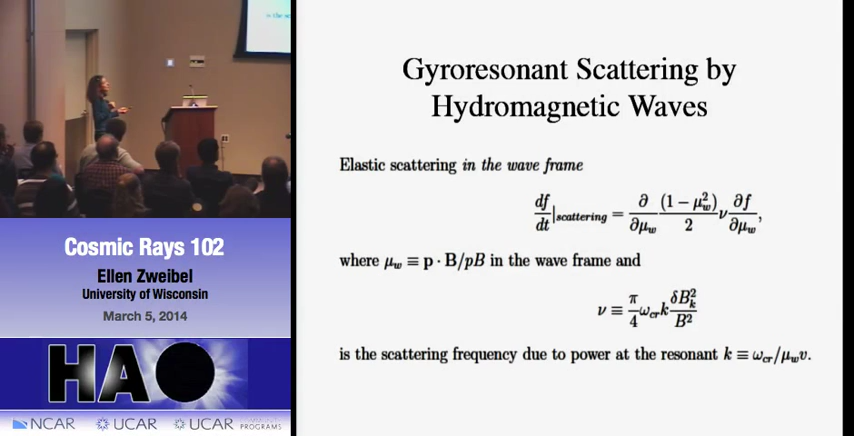 Gyroresonant Scattering by
Hydromagnetic Waves
Elastic scattering in the wave frame
df/dt|scattering = ∂/∂μw (1 − μw²)/2 ν ∂f/∂μw,
where μw ≡ p · B/pB in the wave frame and
ν ≡ π/4 ωcr k δBk²/B²
is the scattering frequency due to power at the resonant k ≡ ωcr/μwv.
Cosmic Rays 102
Ellen Zweibel
University of Wisconsin
March 5, 2014
HAO
NCAR UCAR UCAR PROGRAMS